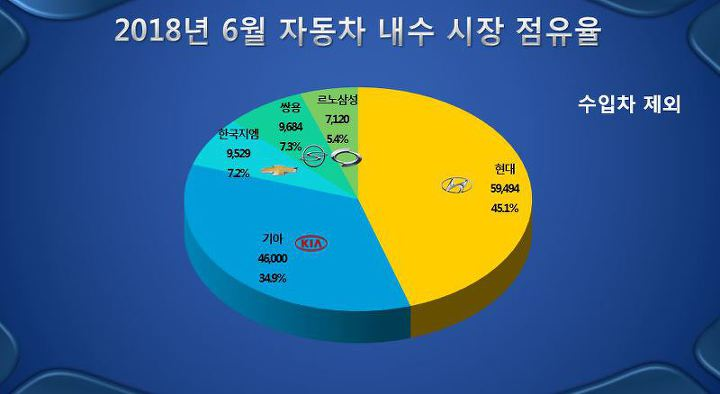 2018년 6월 자동차 내수 시장 점유율
수입차 제외
르노삼성
7,120
5.4%
쌍용
9,684
7.3%
한국지엠
9,529
7.2%
현대
59,494
45.1%
기아
46,000
34.9%
KIA